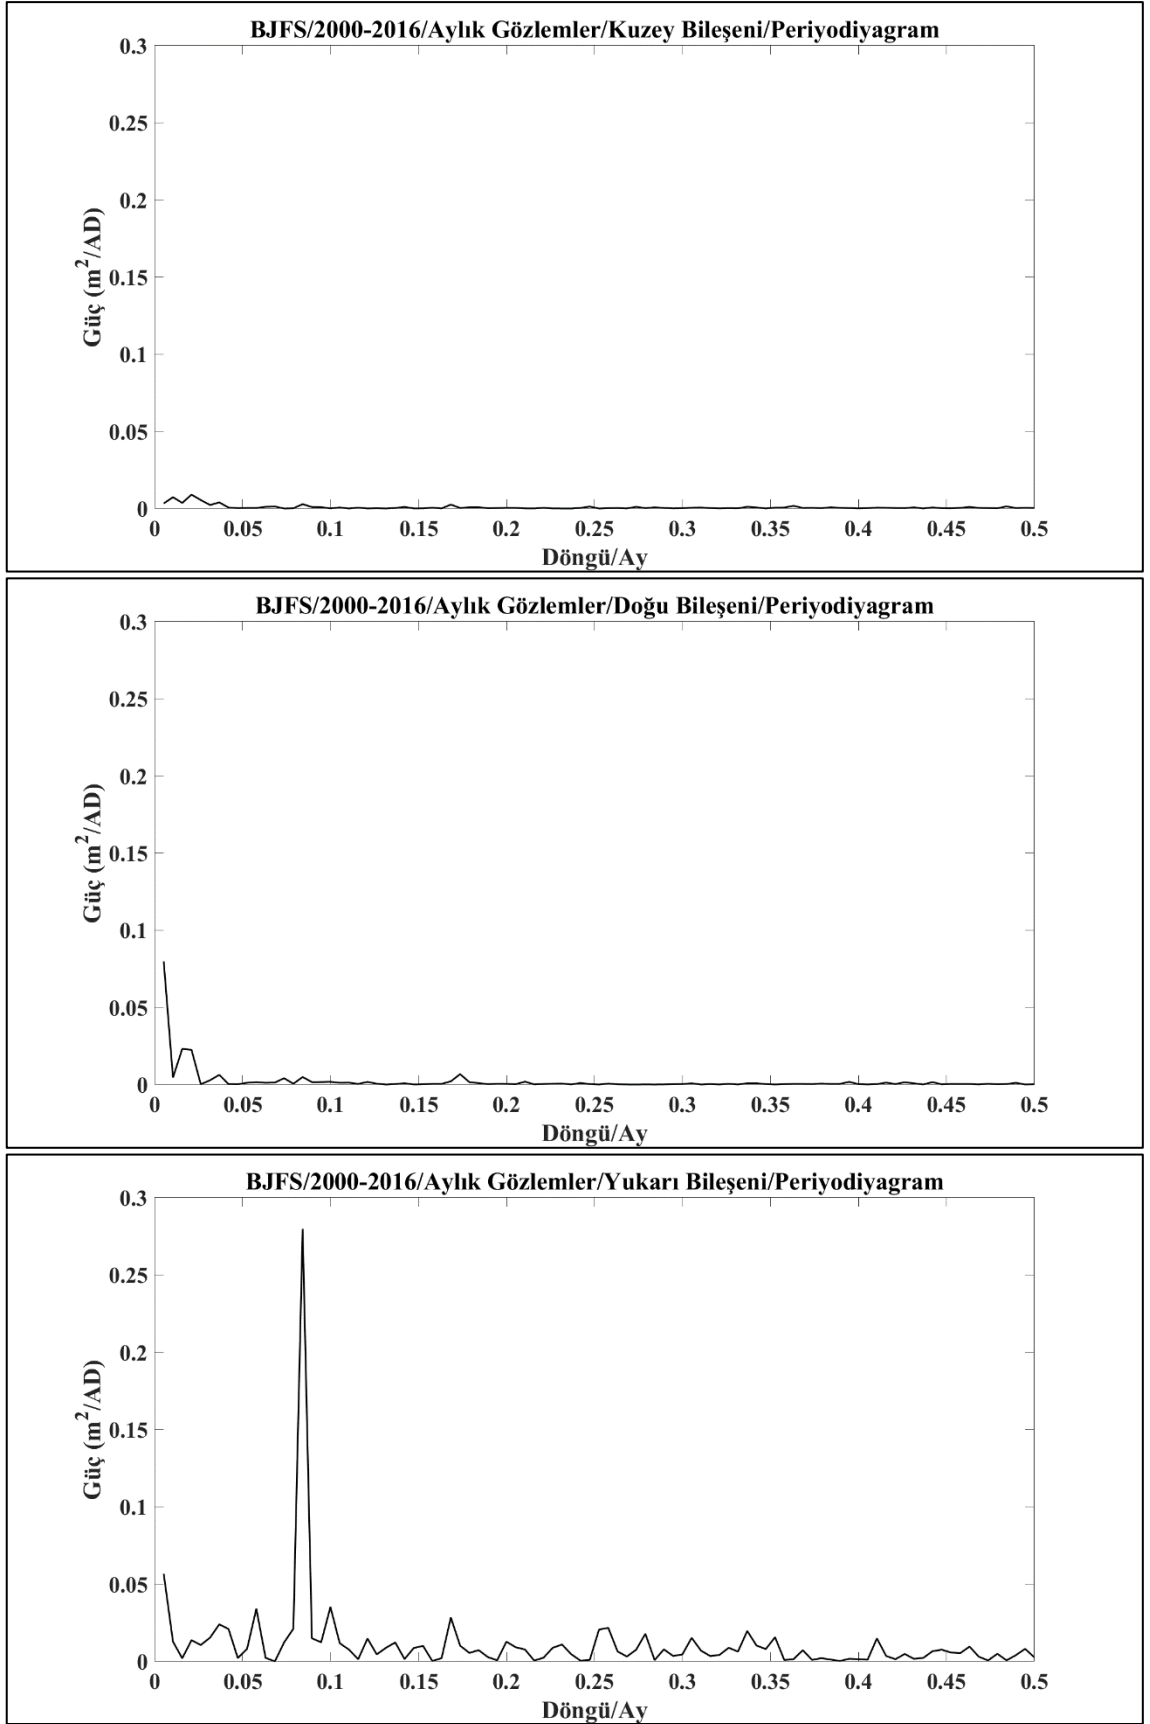 BJFS/2000-2016/Aylık Gözlemler/Kuzey Bileşeni/Periyodiyagram
0.3
0.25
0.2
0.15
0.1
0.05
0
Güç (m²/AD)
0 0.05 0.1 0.15 0.2 0.25 0.3 0.35 0.4 0.45 0.5
Döngü/Ay
BJFS/2000-2016/Aylık Gözlemler/Doğu Bileşeni/Periyodiyagram
0.3
0.25
0.2
0.15
0.1
0.05
0
Güç (m²/AD)
0 0.05 0.1 0.15 0.2 0.25 0.3 0.35 0.4 0.45 0.5
Döngü/Ay
BJFS/2000-2016/Aylık Gözlemler/Yukarı Bileşeni/Periyodiyagram
0.3
0.25
0.2
0.15
0.1
0.05
0
Güç (m²/AD)
0 0.05 0.1 0.15 0.2 0.25 0.3 0.35 0.4 0.45 0.5
Döngü/Ay